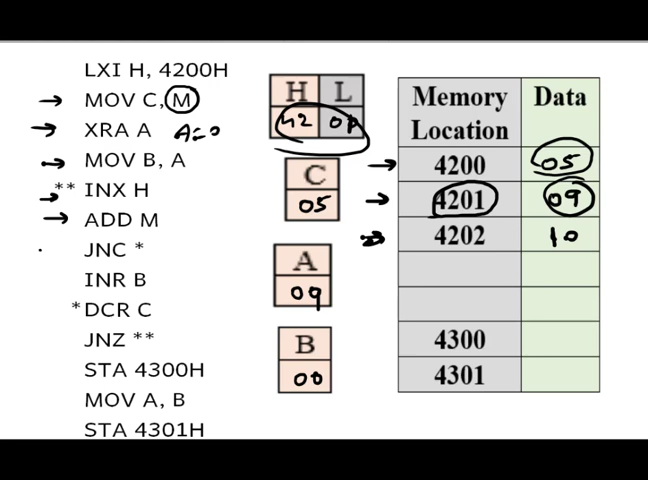 LXI H, 4200H
MOV C, M
XRA A A=0
MOV B, A
** INX H
ADD M
JNC *
INR B
* DCR C
JNZ **
STA 4300H
MOV A, B
STA 4301H
H L
42
C
05
A
09
B
00
Memory Location Data
4200 05
4201 09
4202 10
4300
4301